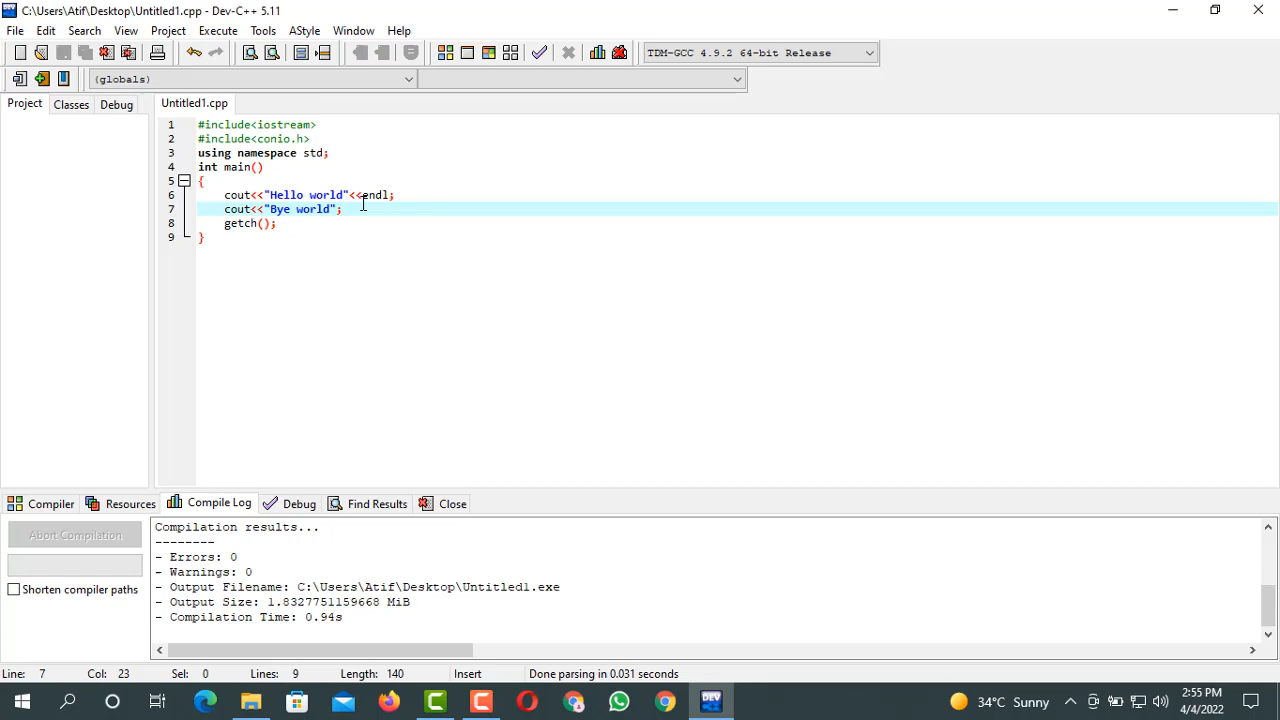 C:\Users\Atif\Desktop\Untitled1.cpp - Dev-C++ 5.11
File Edit Search View Project Execute Tools AStyle Window Help
TDM-GCC 4.9.2 64-bit Release
(globals)
Project Classes Debug Untitled1.cpp
1 #include<iostream>
2 #include<conio.h>
3 using namespace std;
4 int main()
5 {
6 cout<<"Hello world"<<endl;
7 cout<<"Bye world";
8 getch();
9 }
Compiler Resources Compile Log Debug Find Results Close
Abort Compilation
Shorten compiler paths
Compilation results...
--------
- Errors: 0
- Warnings: 0
- Output Filename: C:\Users\Atif\Desktop\Untitled1.exe
- Output Size: 1.8327751159668 MiB
- Compilation Time: 0.94s
Line: 7 Col: 23 Sel: 0 Lines: 9 Length: 140 Insert Done parsing in 0.031 seconds
DEV
34°C Sunny
2:55 PM
4/4/2022